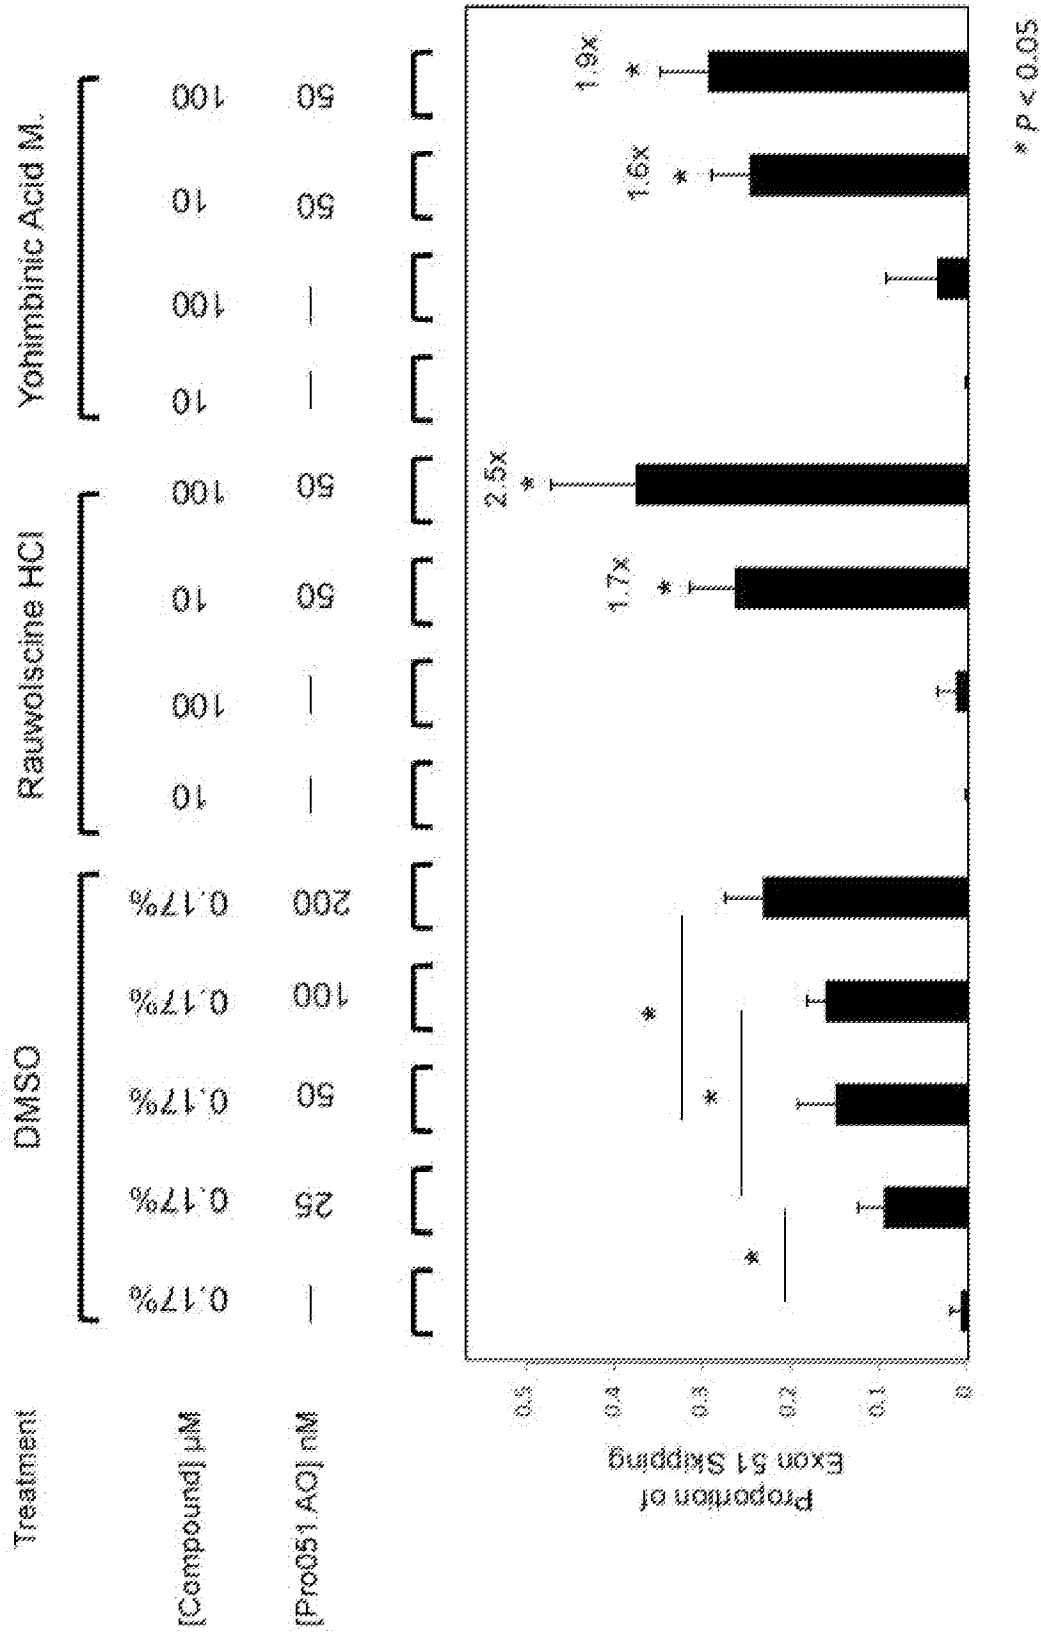 Treatment DMSO Rauwolscine HCl Yohimbinic Acid M.
[Compound] µM 0.17% 0.17% 0.17% 0.17% 0.17% 10 100 10 100 10 100 10 100
[Pro051 AO] nM — 25 50 100 200 — — 50 50 — — 50 50
Proportion of
Exon 51 Skipping
0.5
0.4
0.3
0.2
0.1
0
*
*
*
1.7x
*
2.5x
*
1.6x
*
1.9x
*
* P < 0.05